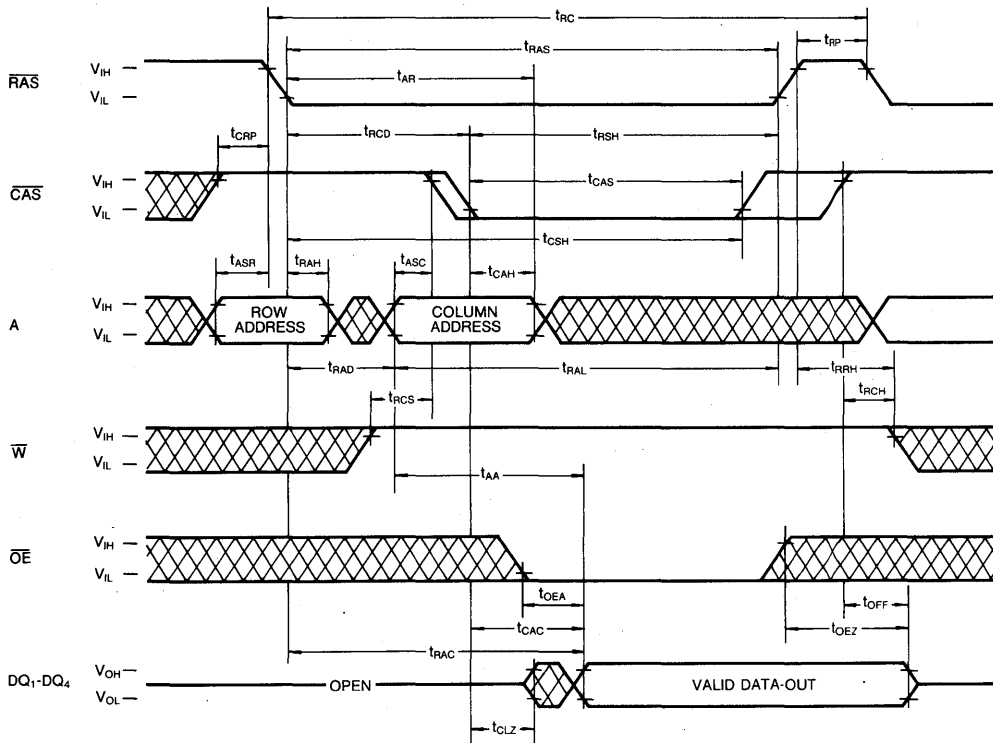 tRC
tRP
tRAS
tAR
RAS
VIH
VIL
tRCD
tRSH
tCRP
CAS
VIH
VIL
tCAS
tCSH
tASR
tRAH
tASC
tCAH
A
VIH
VIL
ROW
ADDRESS
COLUMN
ADDRESS
tRAD
tRAL
tRRH
tRCS
tRCH
W
VIH
VIL
tAA
OE
VIH
VIL
tOEA
tOFF
tCAC
tOEZ
tRAC
DQ1-DQ4
VOH
VOL
OPEN
VALID DATA-OUT
tCLZ